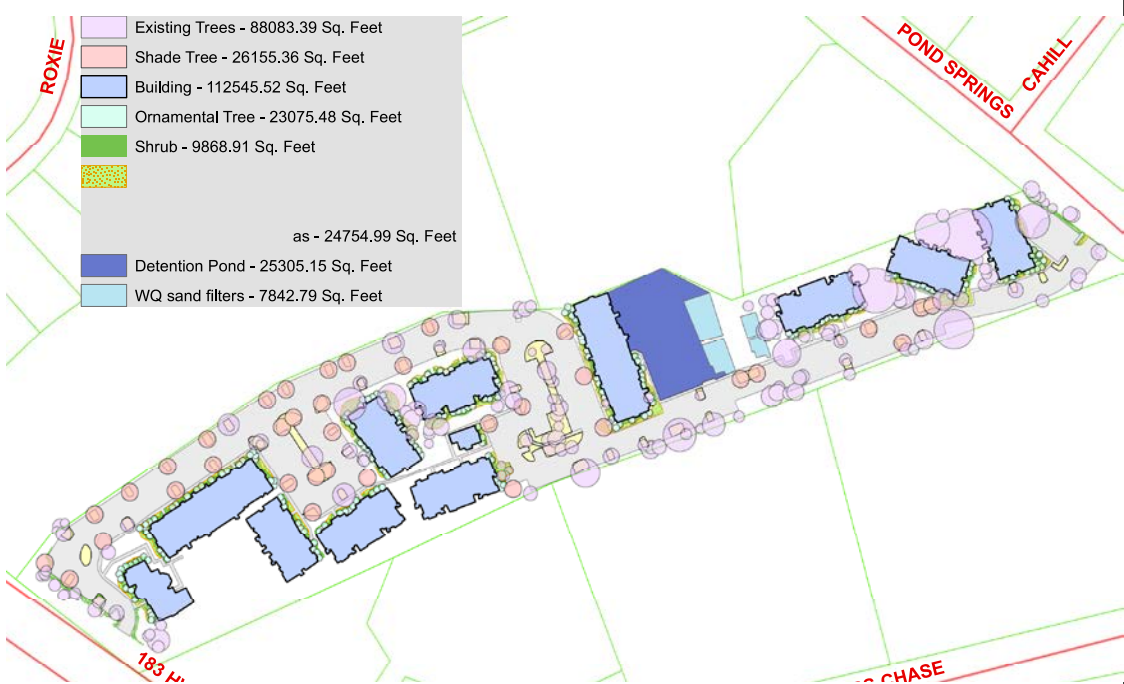 Existing Trees - 88083.39 Sq. Feet
Shade Tree - 26155.36 Sq. Feet
Building - 112545.52 Sq. Feet
Ornamental Tree - 23075.48 Sq. Feet
Shrub - 9868.91 Sq. Feet
as - 24754.99 Sq. Feet
Detention Pond - 25305.15 Sq. Feet
WQ sand filters - 7842.79 Sq. Feet
ROXIE
POND SPRINGS
CAHILL
183
CHASE